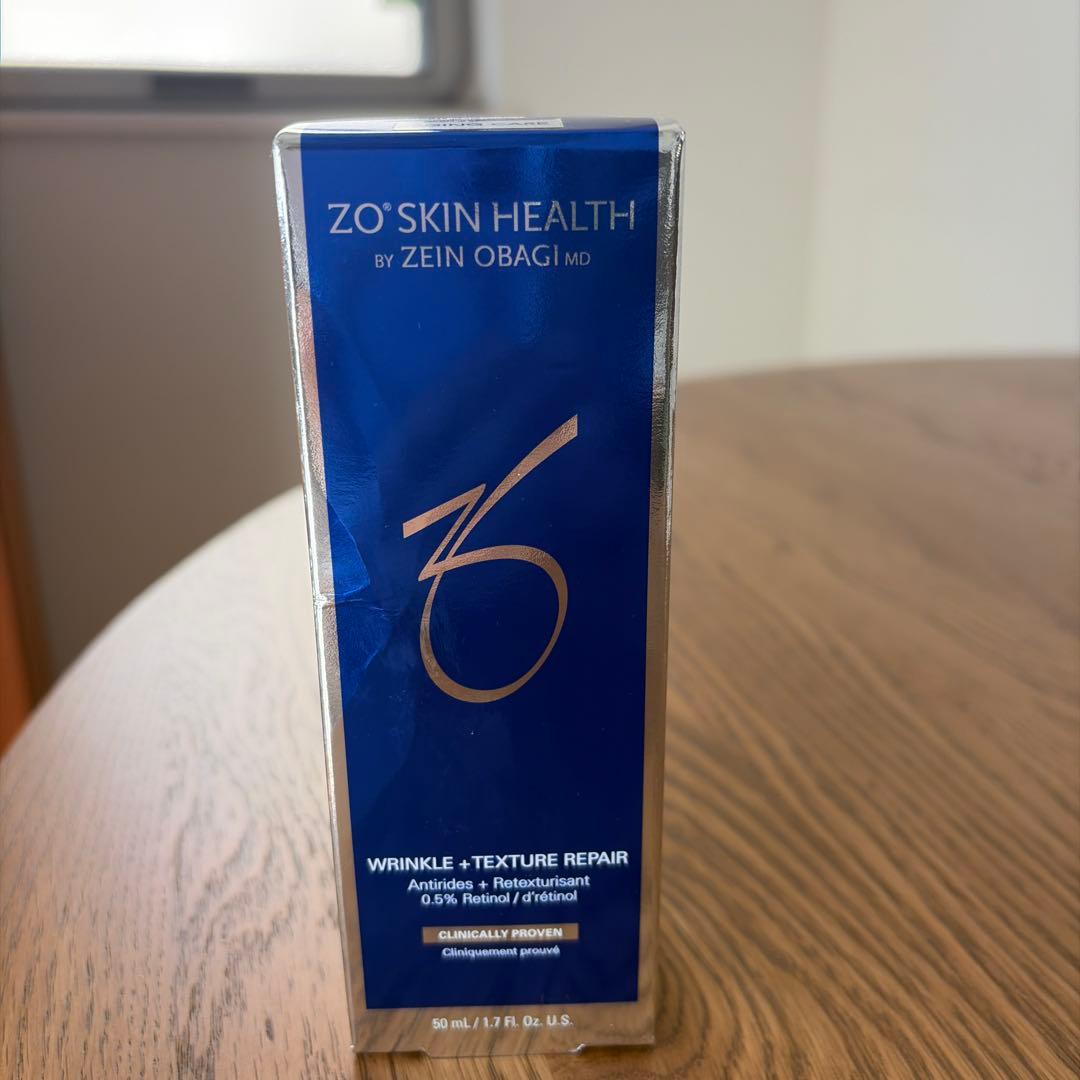 ZO® SKIN HEALTH
BY ZEIN OBAGI MD
WRINKLE + TEXTURE REPAIR
Antirides + Retexturisant
0.5% Retinol / d'rétinol
CLINICALLY PROVEN
Cliniquement prouvé
50 mL / 1.7 Fl. Oz. U.S.